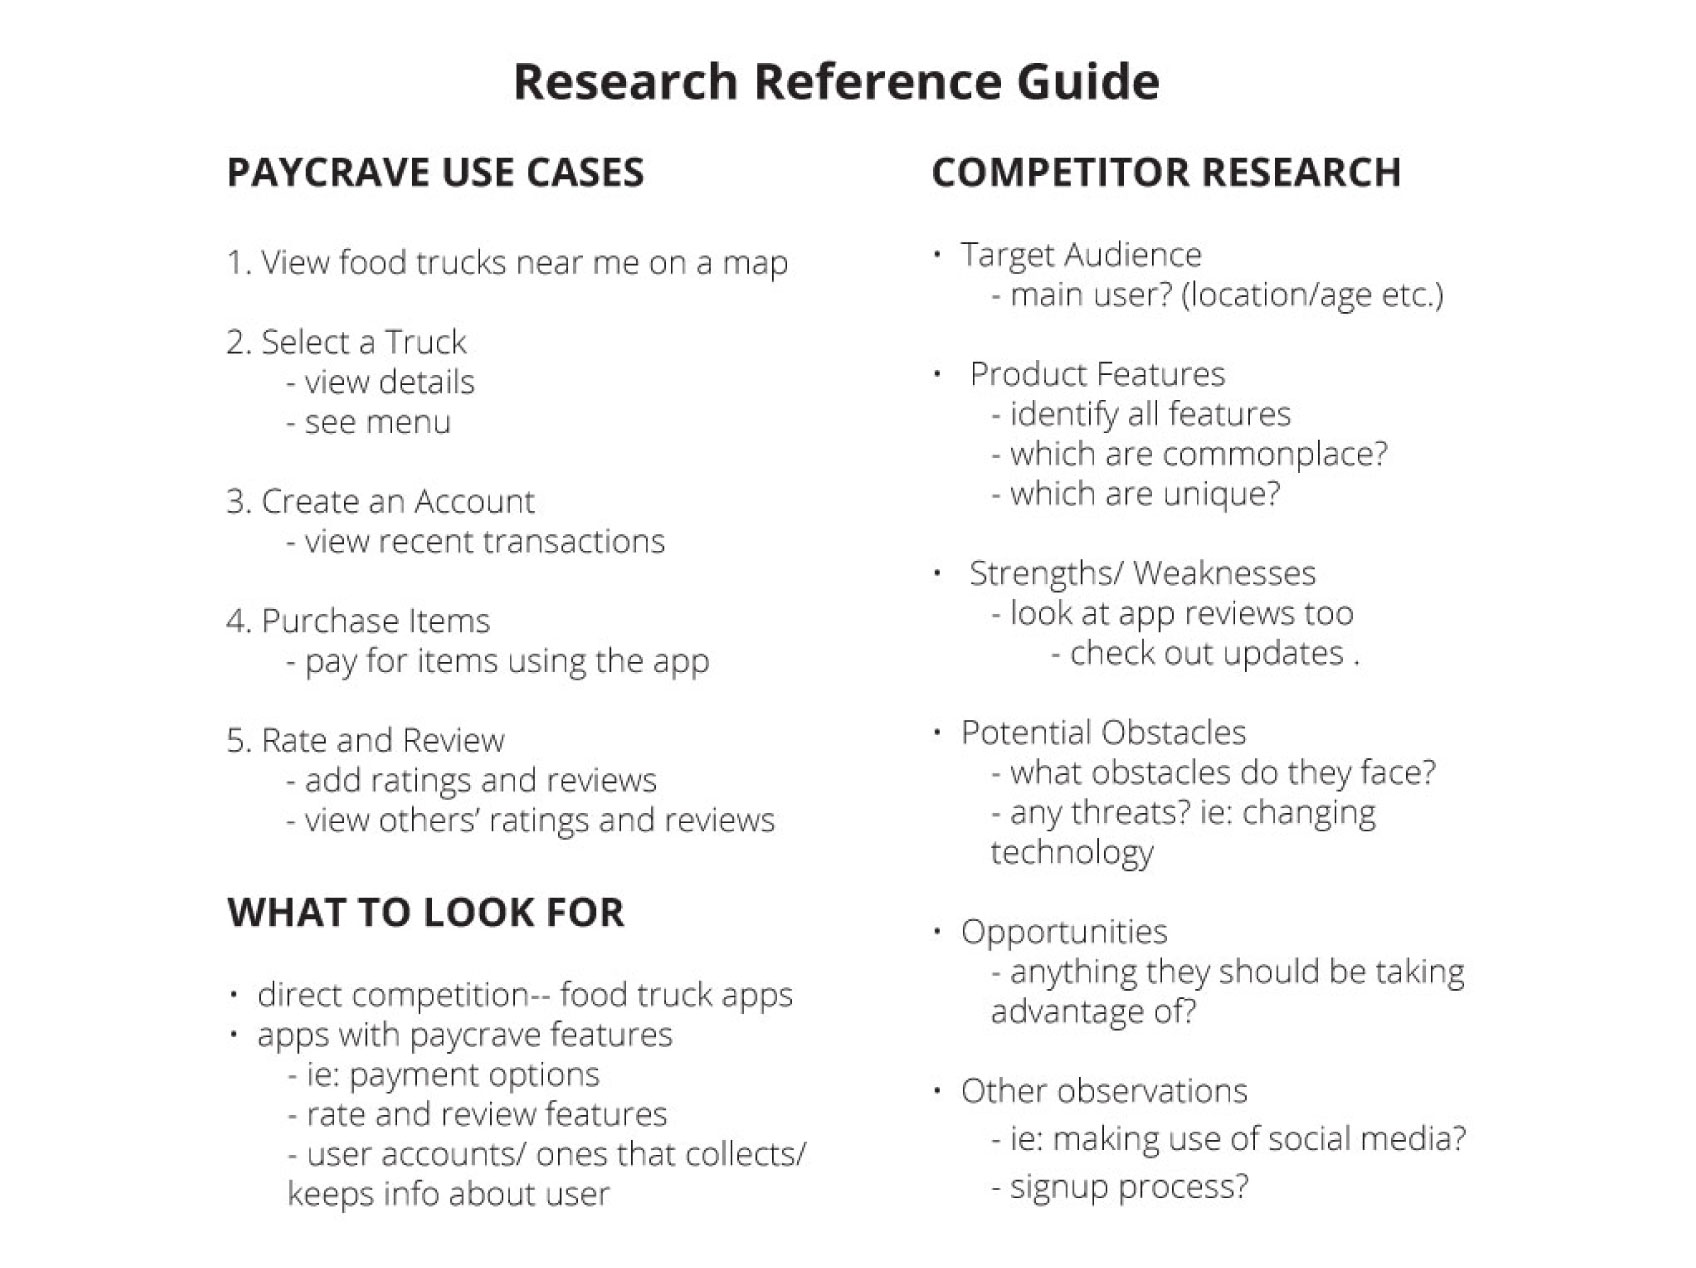 Research Reference Guide
PAYCRAVE USE CASES
1. View food trucks near me on a map
2. Select a Truck
- view details
- see menu
3. Create an Account
- view recent transactions
4. Purchase Items
- pay for items using the app
5. Rate and Review
- add ratings and reviews
- view others’ ratings and reviews
WHAT TO LOOK FOR
• direct competition-- food truck apps
• apps with paycrave features
- ie: payment options
- rate and review features
- user accounts/ ones that collects/
keeps info about user
COMPETITOR RESEARCH
• Target Audience
- main user? (location/age etc.)
• Product Features
- identify all features
- which are commonplace?
- which are unique?
• Strengths/ Weaknesses
- look at app reviews too
- check out updates .
• Potential Obstacles
- what obstacles do they face?
- any threats? ie: changing
technology
• Opportunities
- anything they should be taking
advantage of?
• Other observations
- ie: making use of social media?
- signup process?